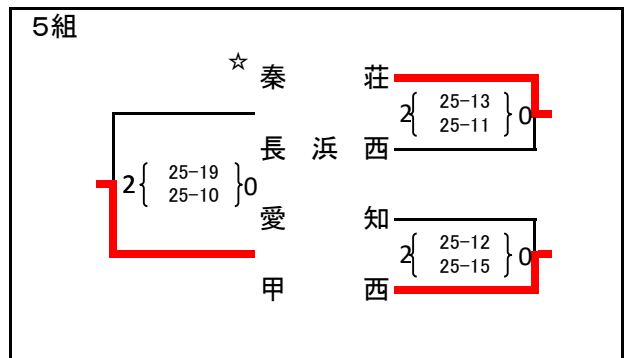 5組
☆ 秦 荘
2{ 25-13 }0
25-11
長 浜 西
2{ 25-19 }0
25-10
愛 知
2{ 25-12 }0
25-15
甲 西